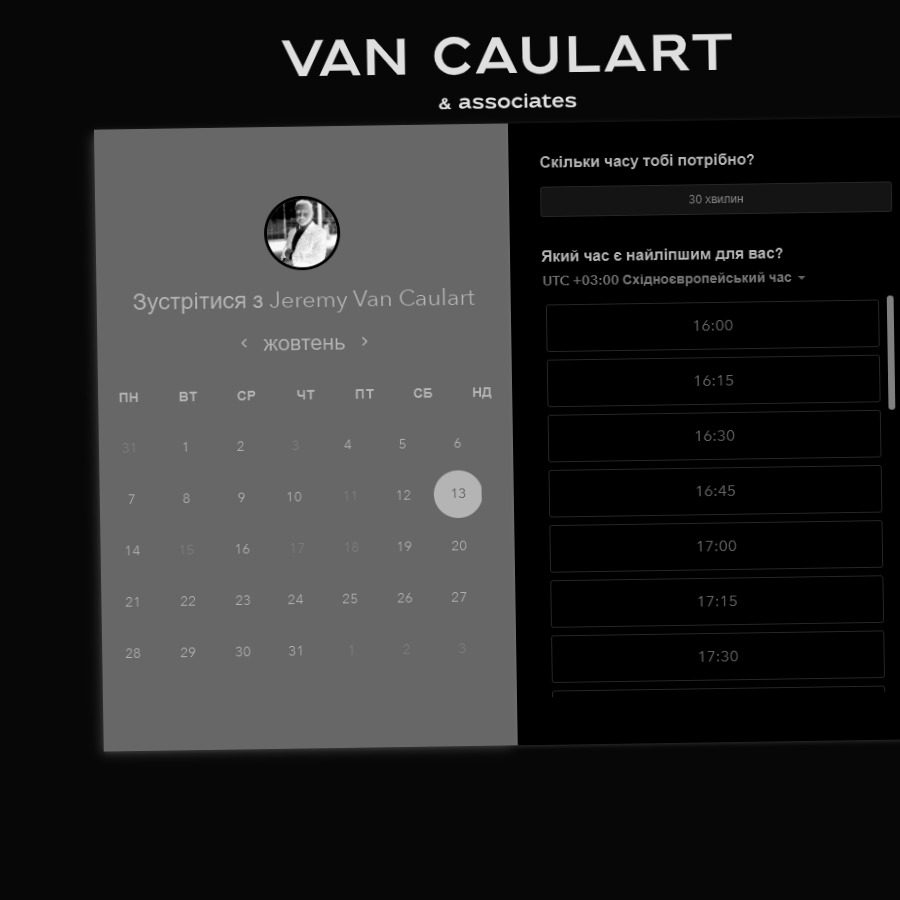 VAN CAULART
& associates
Зустрітися з Jeremy Van Caulart
жовтень
ПН ВТ СР ЧТ ПТ СБ НД
31 1 2 3 4 5 6
7 8 9 10 11 12 13
14 15 16 17 18 19 20
21 22 23 24 25 26 27
28 29 30 31 1 2 3
Скільки часу тобі потрібно?
30 хвилин
Який час є найліпшим для вас?
UTC +03:00 Східноєвропейський час
16:00
16:15
16:30
16:45
17:00
17:15
17:30